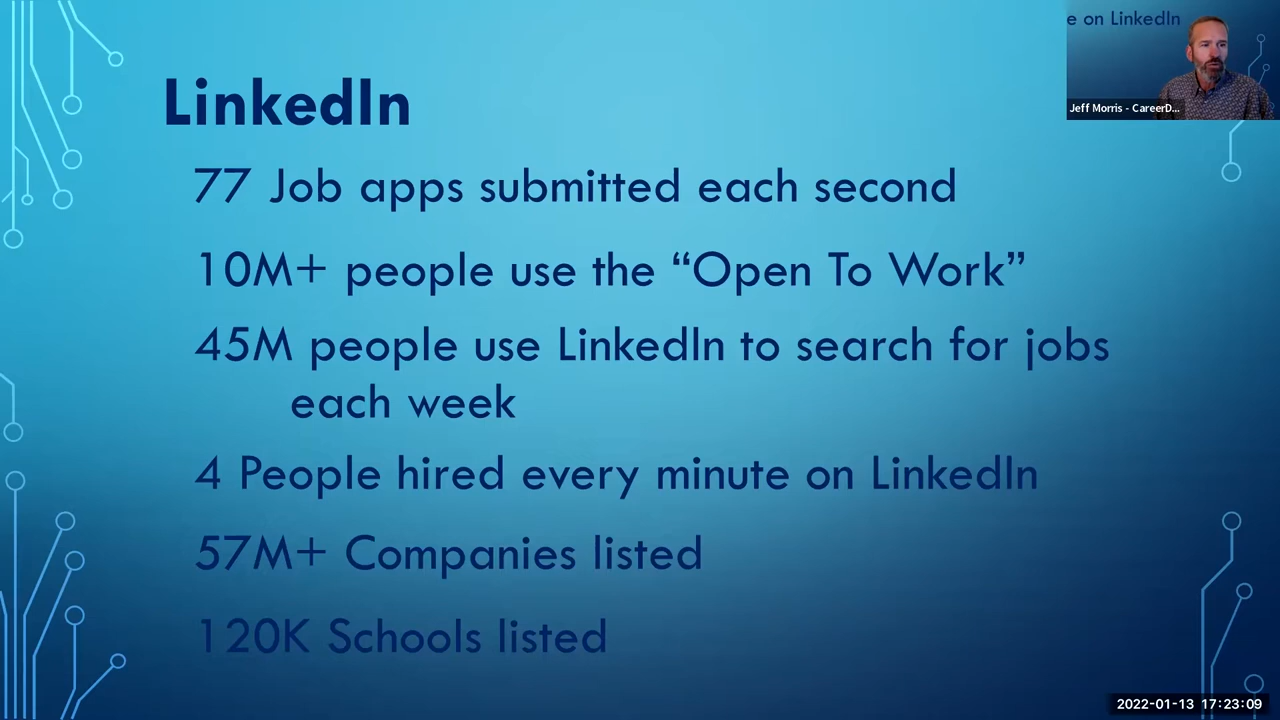 e on LinkedIn
Jeff Morris - CareerD...
LinkedIn
77 Job apps submitted each second
10M+ people use the “Open To Work”
45M people use LinkedIn to search for jobs
each week
4 People hired every minute on LinkedIn
57M+ Companies listed
120K Schools listed
2022-01-13 17:23:09